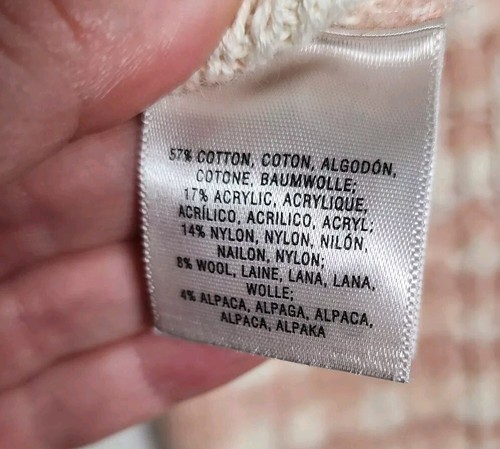 57% COTTON, COTON, ALGODÓN,
COTONE, BAUMWOLLE;
17% ACRYLIC, ACRYLIQUE,
ACRÍLICO, ACRILICO, ACRYL;
14% NYLON, NYLON, NILÓN,
NAILON, NYLON;
8% WOOL, LAINE, LANA, LANA,
WOLLE;
4% ALPACA, ALPAGA, ALPACA,
ALPACA, ALPAKA